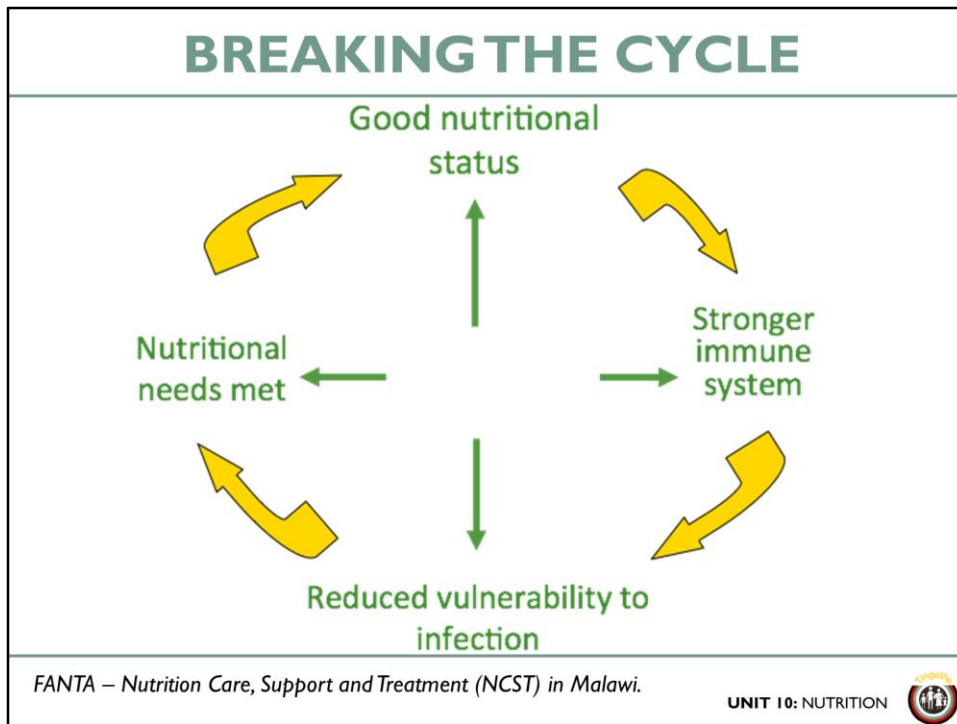 BREAKING THE CYCLE
Good nutritional
status
Stronger
immune
system
Nutritional
needs met
Reduced vulnerability to
infection
FANTA – Nutrition Care, Support and Treatment (NCST) in Malawi.
UNIT 10: NUTRITION
Tingathe